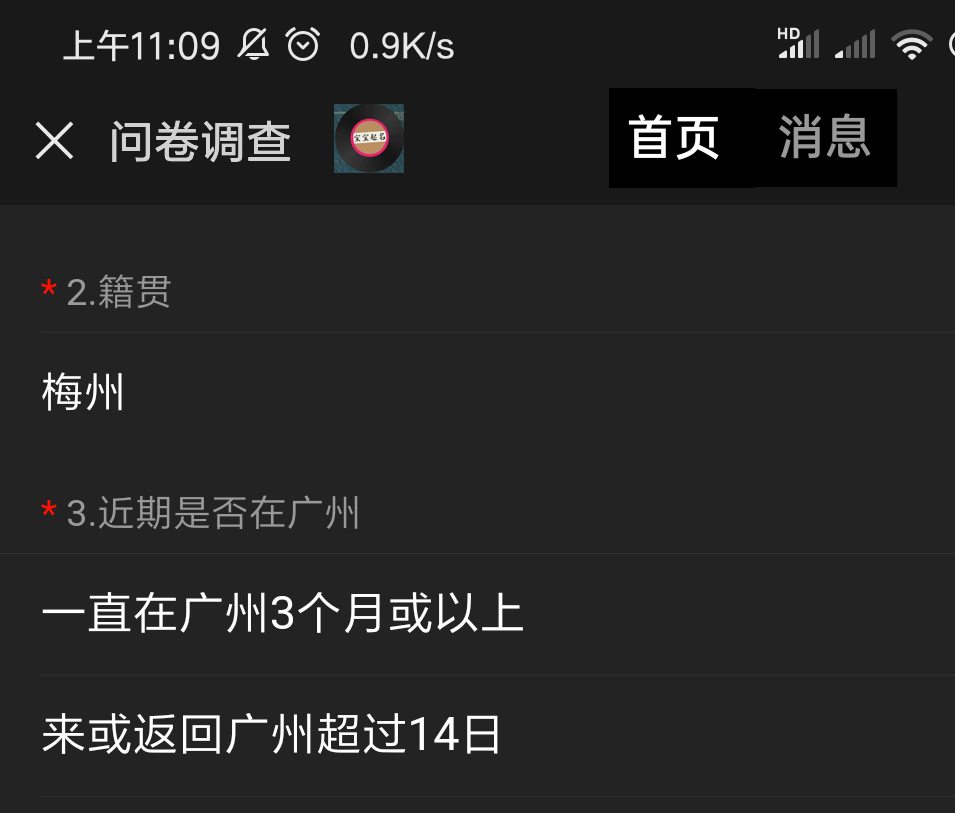 上午11:09 0.9K/s HD
问卷调查 宝宝起名 首页 消息
* 2.籍贯
梅州
* 3.近期是否在广州
一直在广州3个月或以上
来或返回广州超过14日